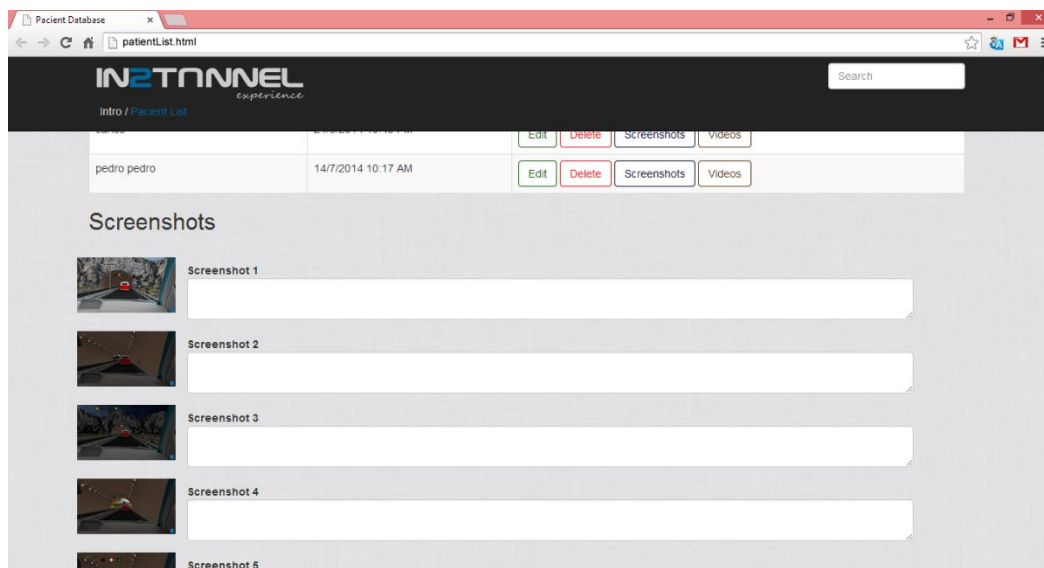 Pacient Database
patientList.html
IN2TUNNEL
experience
Search
Intro / Pacient List
Edit Delete Screenshots Videos
pedro pedro 14/7/2014 10:17 AM Edit Delete Screenshots Videos
Screenshots
Screenshot 1
Screenshot 2
Screenshot 3
Screenshot 4
Screenshot 5